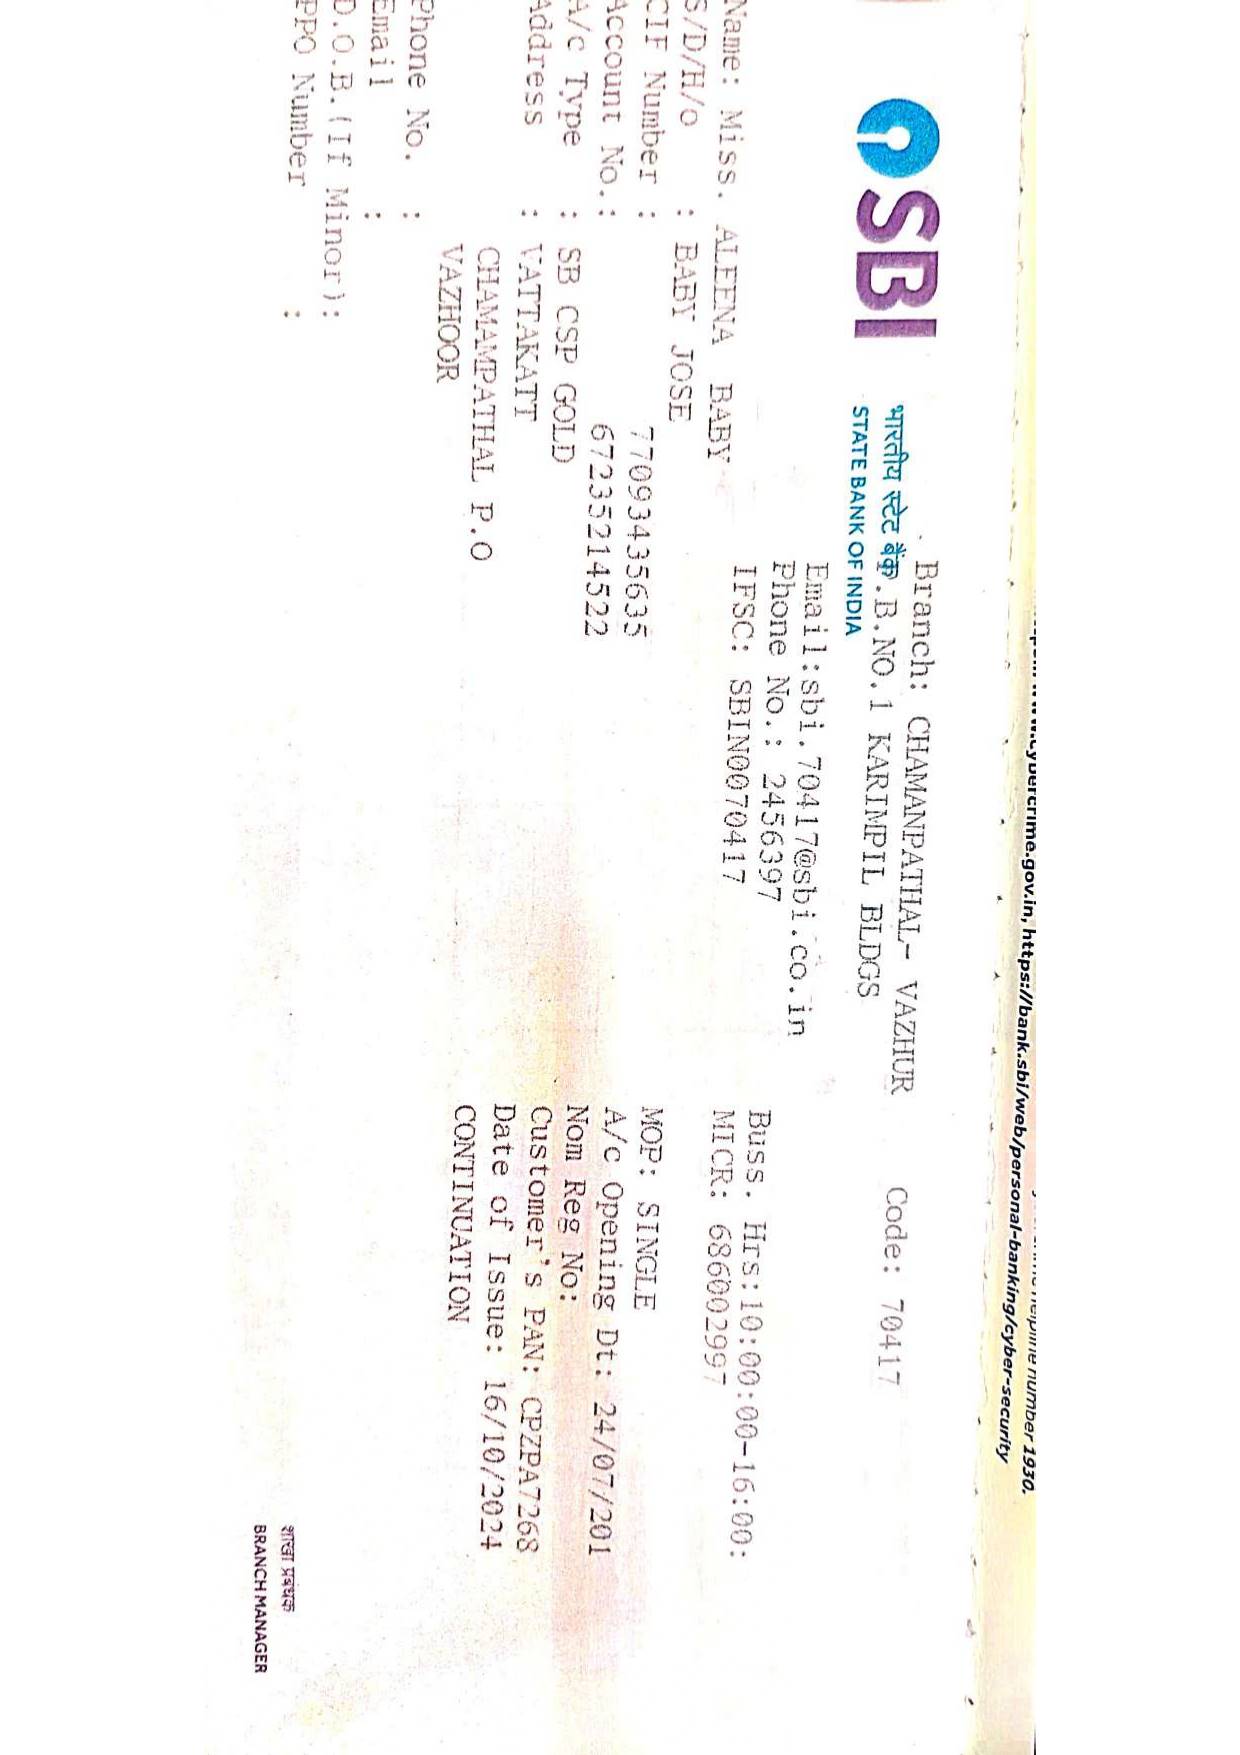 cybercrime.gov.in, https://bank.sbi/web/personal-banking/cyber-security
helpline number 1930.
SBI
भारतीय स्टेट बैंक
STATE BANK OF INDIA
Branch: CHAMANPATHAL- VAZHUR Code: 70417
.B.NO.1 KARIMPIL BLDGS
Email:sbi.70417@sbi.co.in
Phone No.: 2456397 Buss. Hrs:10:00:00-16:00:
IFSC: SBIN0070417 MICR: 686002997
Name: Miss. ALEENA BABY
S/D/H/o : BABY JOSE
CIF Number : 77093435635 MOP: SINGLE
Account No.: 67235214522 A/c Opening Dt: 24/07/201
A/c Type : SB CSP GOLD Nom Reg No:
Address : VATTAKATT Customer's PAN: CPZPA7268
CHAMAMPATHAL P.O Date of Issue: 16/10/2024
VAZHOOR CONTINUATION
Phone No. :
Email :
D.O.B.(If Minor):
PPO Number :
शाखा प्रबंधक
BRANCH MANAGER